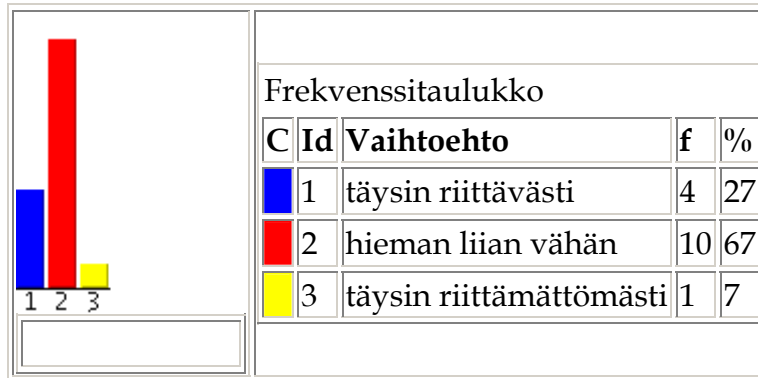 1 2 3
Frekvenssitaulukko
C Id Vaihtoehto f %
1 täysin riittävästi 4 27
2 hieman liian vähän 10 67
3 täysin riittämättömästi 1 7